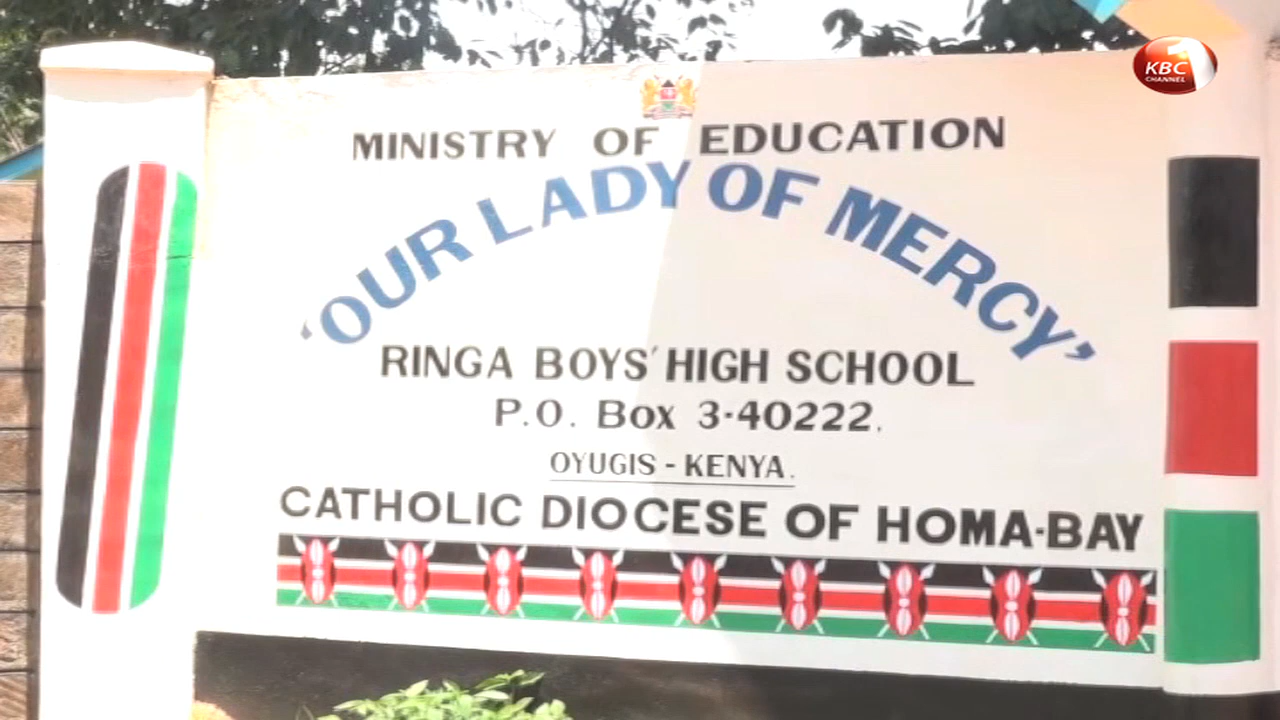 KBC
CHANNEL
1
MINISTRY OF EDUCATION
'OUR LADY OF MERCY'
RINGA BOYS' HIGH SCHOOL
P.O. Box 3-40222.
OYUGIS - KENYA.
CATHOLIC DIOCESE OF HOMA-BAY